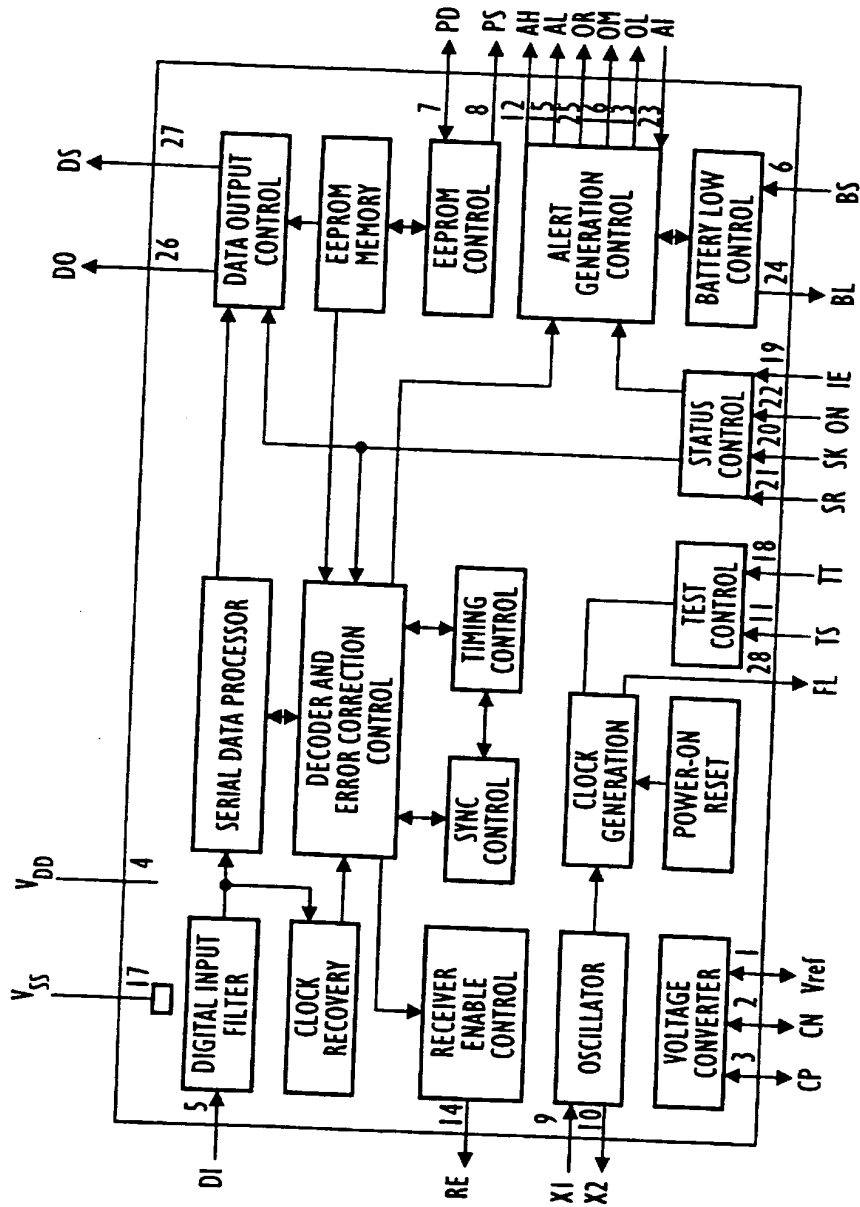 VSS
VDD
DO
DS
17
4
26
27
DI
5
DIGITAL INPUT
FILTER
SERIAL DATA PROCESSOR
DATA OUTPUT
CONTROL
CLOCK
RECOVERY
DECODER AND
ERROR CORRECTION
CONTROL
EEPROM
MEMORY
RE
14
RECEIVER
ENABLE
CONTROL
SYNC
CONTROL
TIMING
CONTROL
EEPROM
CONTROL
7
PD
8
PS
X1
9
X2
10
OSCILLATOR
CLOCK
GENERATION
ALERT
GENERATION
CONTROL
12
AH
15
AL
25
OR
16
OM
13
OL
23
AI
VOLTAGE
CONVERTER
POWER-ON
RESET
TEST
CONTROL
STATUS
CONTROL
BATTERY LOW
CONTROL
3
2
1
28
11
18
21
20
22
19
24
6
CP
CN
Vref
FL
TS
TT
SR
SK
ON
IE
BL
BS